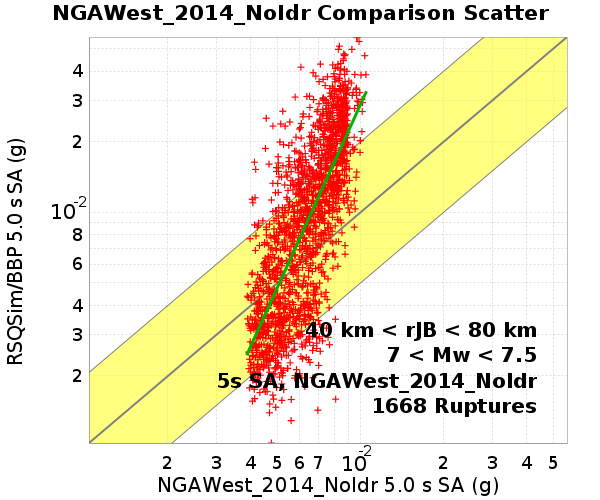 NGAWest_2014_NoIdr Comparison Scatter
RSQSim/BBP 5.0 s SA (g)
4
3
2
10-2
8
6
4
3
2
40 km < rJB < 80 km
7 < Mw < 7.5
5s SA, NGAWest_2014_NoIdr
1668 Ruptures
2 3 4 5 6 7 10-2 2 3 4 5
NGAWest_2014_NoIdr 5.0 s SA (g)